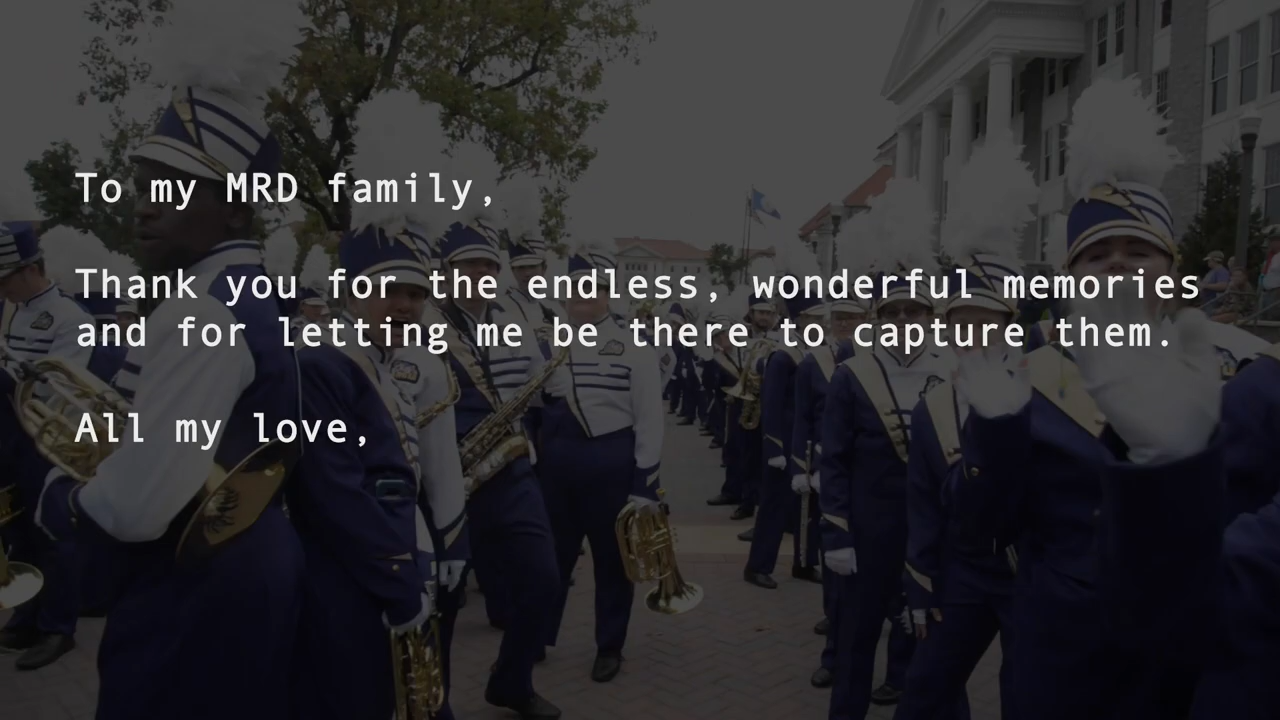 To my MRD family,
Thank you for the endless, wonderful memories
and for letting me be there to capture them.
All my love,